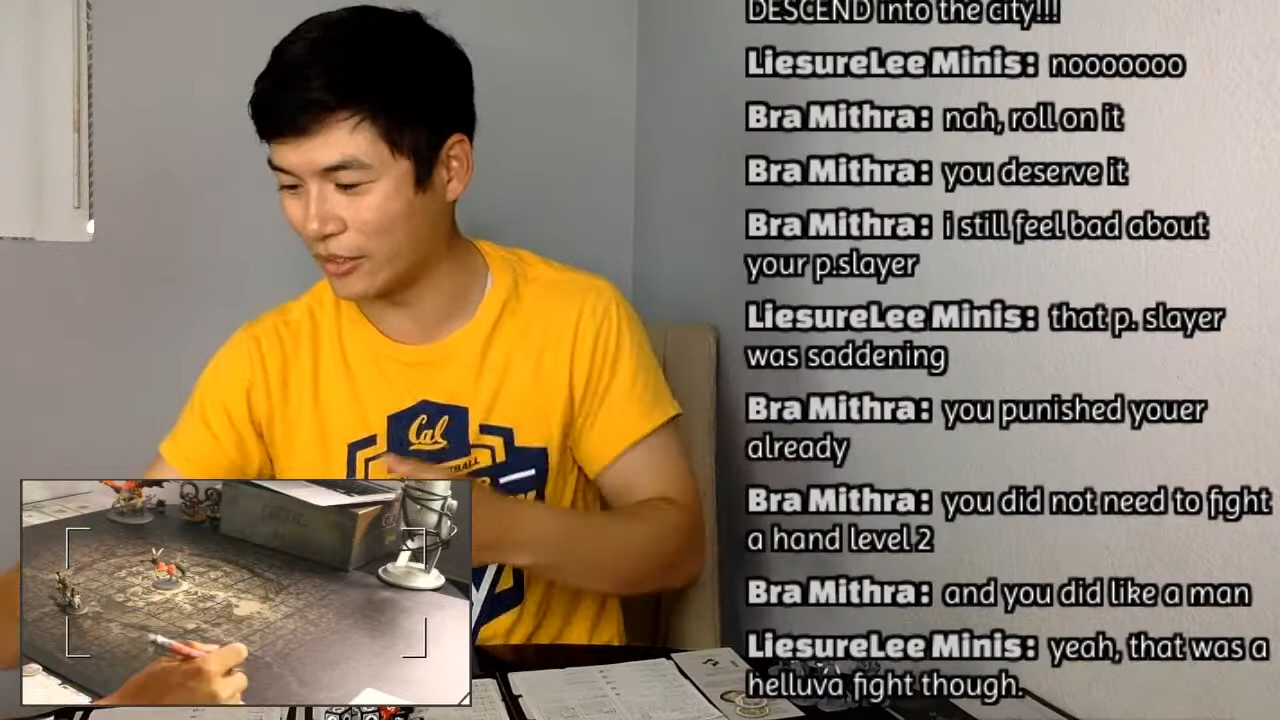 DESCEND into the city!!!
LiesureLee Minis: nooooooo
Bra Mithra: nah, roll on it
Bra Mithra: you deserve it
Bra Mithra: i still feel bad about
your p.slayer
LiesureLee Minis: that p. slayer
was saddening
Bra Mithra: you punished youer
already
Bra Mithra: you did not need to fight
a hand level 2
Bra Mithra: and you did like a man
LiesureLee Minis: yeah, that was a
helluva fight though.
Cal